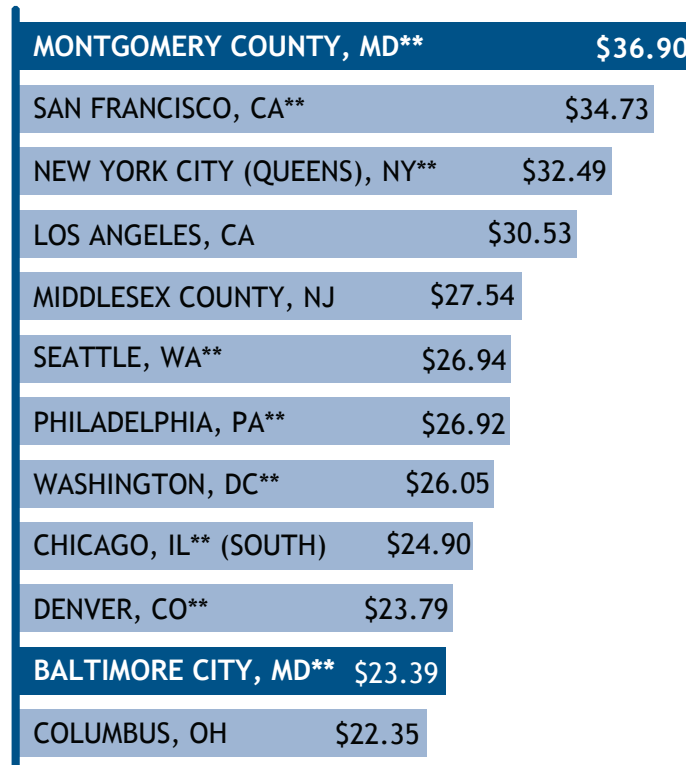 MONTGOMERY COUNTY, MD** $36.90
SAN FRANCISCO, CA** $34.73
NEW YORK CITY (QUEENS), NY** $32.49
LOS ANGELES, CA $30.53
MIDDLESEX COUNTY, NJ $27.54
SEATTLE, WA** $26.94
PHILADELPHIA, PA** $26.92
WASHINGTON, DC** $26.05
CHICAGO, IL** (SOUTH) $24.90
DENVER, CO** $23.79
BALTIMORE CITY, MD** $23.39
COLUMBUS, OH $22.35